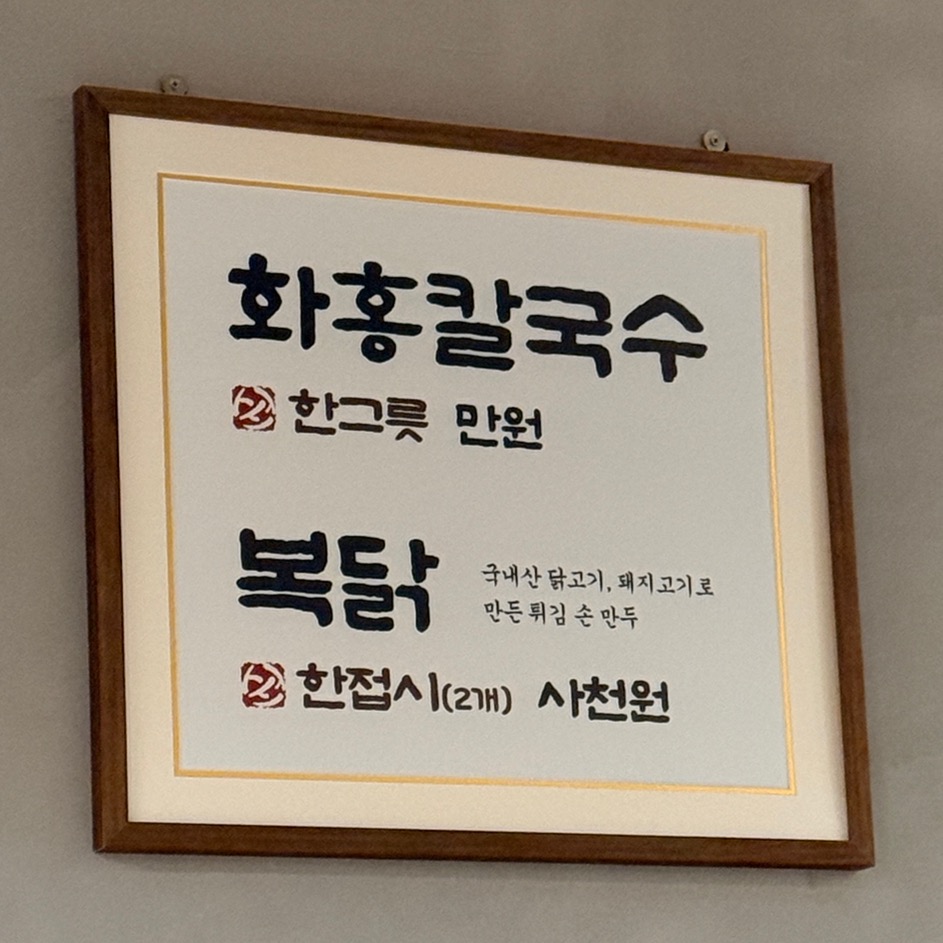 화홍칼국수
한그릇 만원
복닭
국내산 닭고기, 돼지고기로
만든 튀김 손 만두
한접시(2개) 사천원